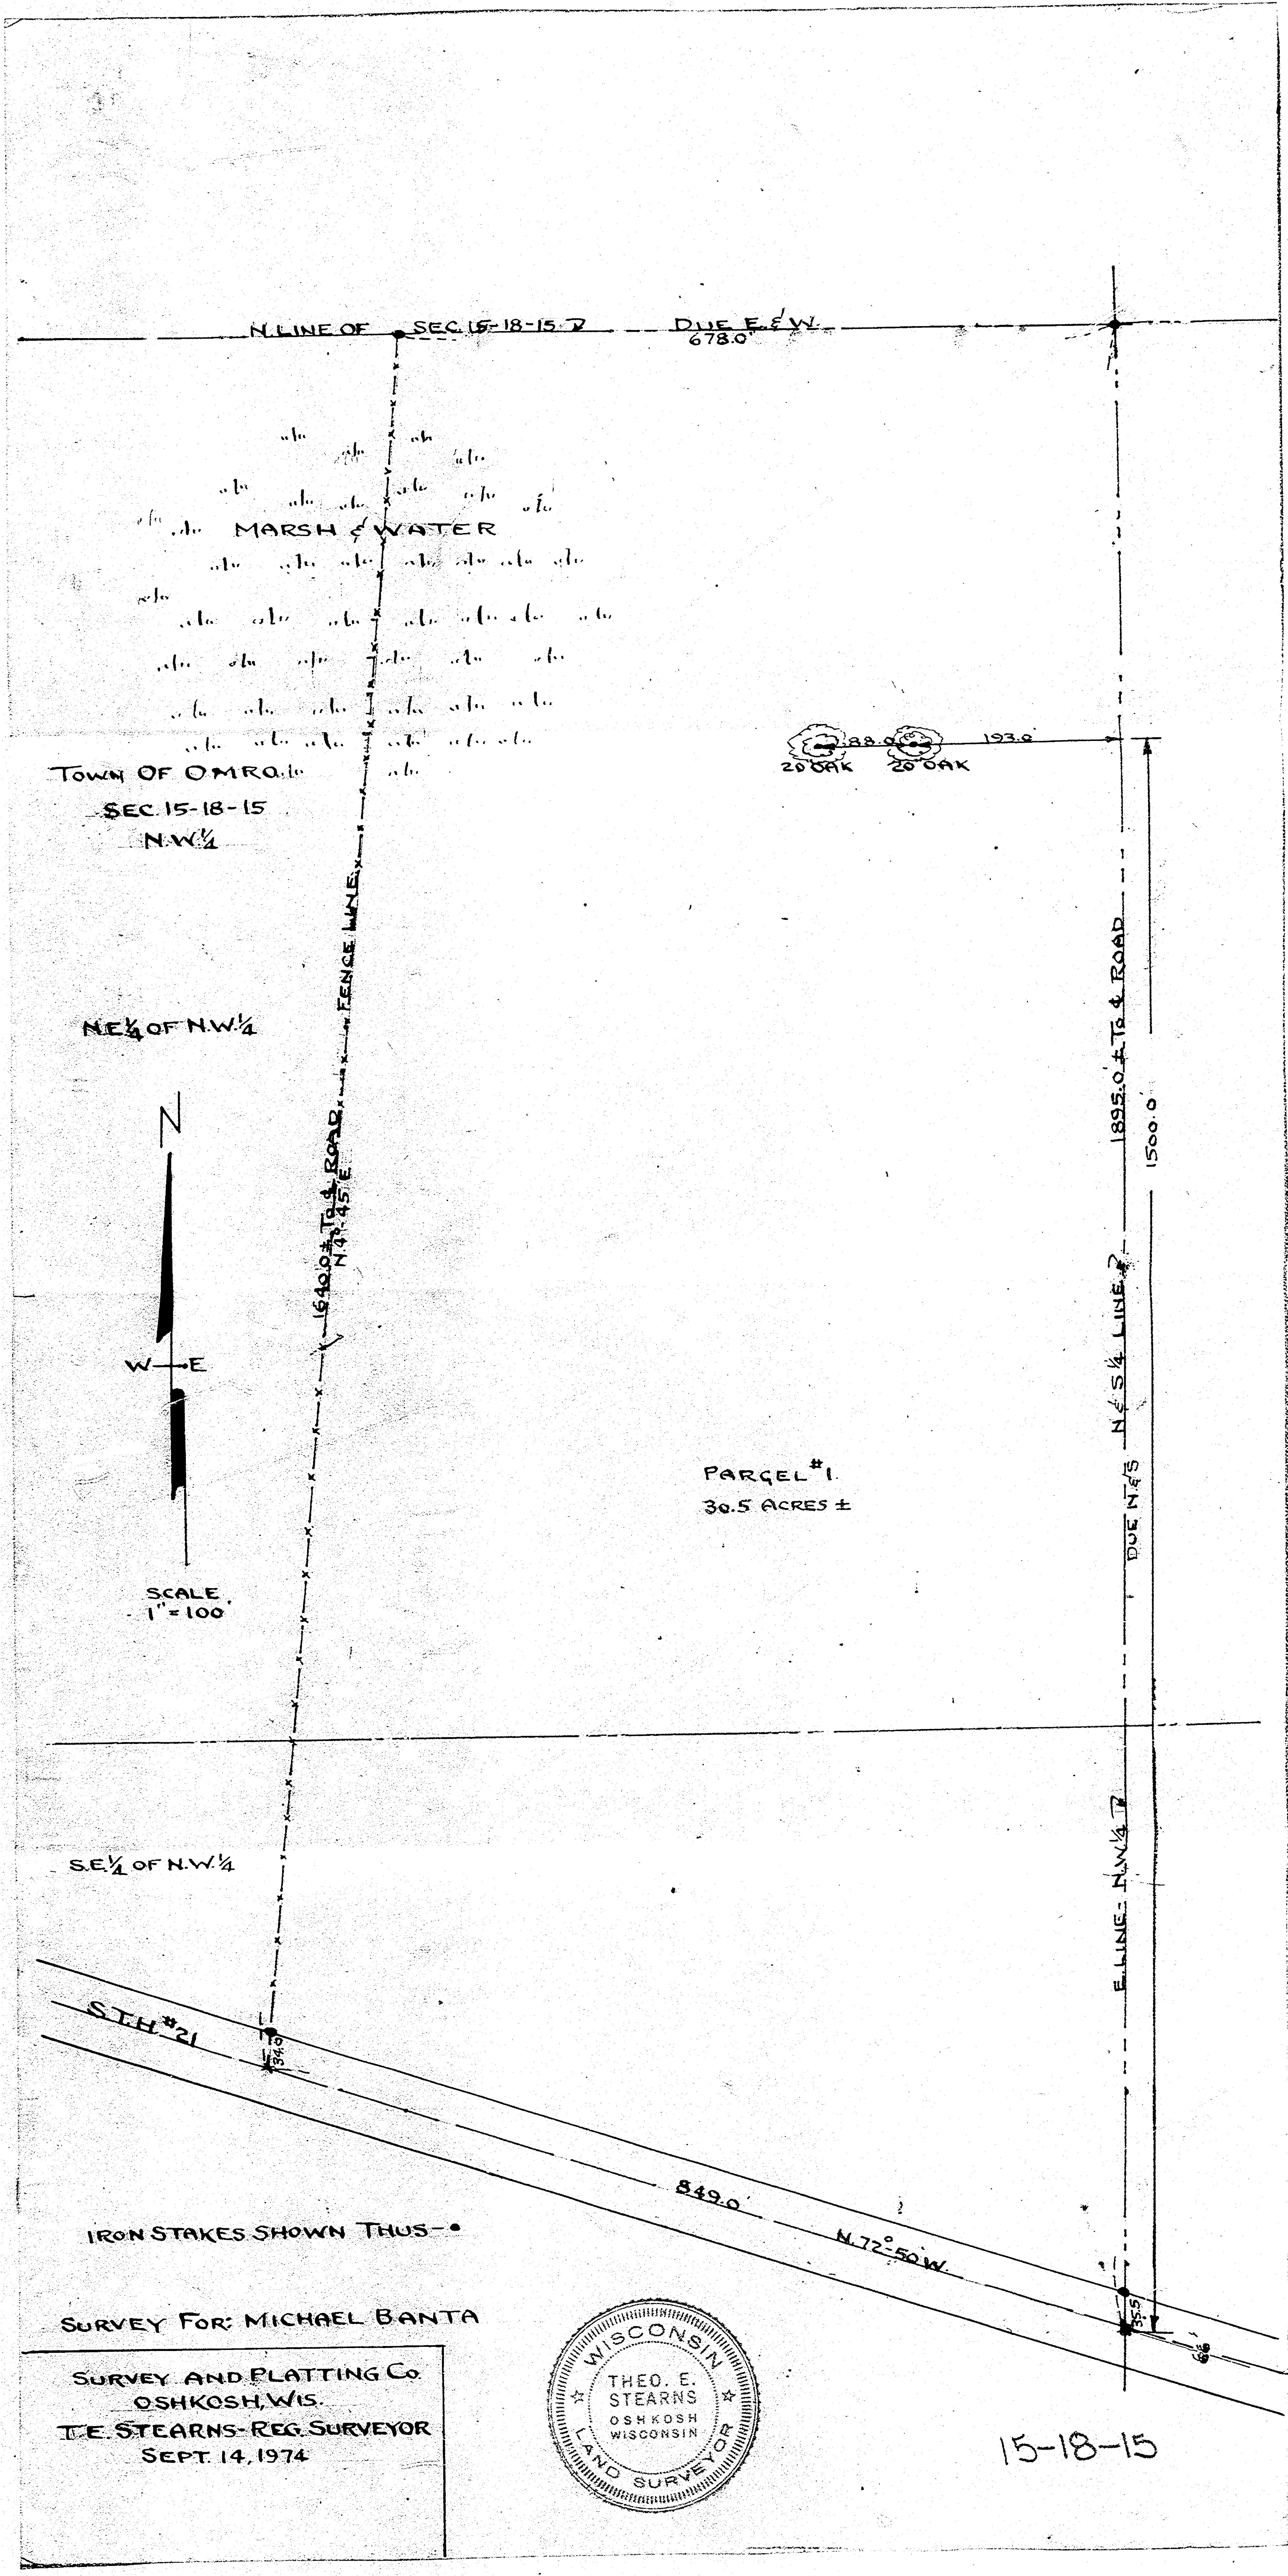 N. LINE OF SEC. 15-18-15 DUE E. & W.
678.0'
MARSH & WATER
88.0 193.0'
20" OAK 20" OAK
TOWN OF OMRO
SEC. 15-18-15
N.W.¼
FENCE LINE
1895.0'± TO ℄ ROAD
N.E.¼ OF N.W.¼
N
1500.0'
1640.0± TO ℄ ROAD
N.4°-45'E.
N & S ¼ LINE
W E
PARCEL #1.
30.5 ACRES ±
DUE N. & S
SCALE
1" = 100'
E. LINE - N.W.¼
S.E.¼ OF N.W.¼
S.T.H. #21
34.0
849.0'
N.72°-50'W.
IRON STAKES SHOWN THUS-•
35.5
66'
SURVEY FOR: MICHAEL BANTA
SURVEY AND PLATTING CO.
OSHKOSH, WIS.
T.E. STEARNS-REG. SURVEYOR
SEPT. 14, 1974
WISCONSIN
THEO. E.
STEARNS
OSHKOSH
WISCONSIN
LAND SURVEYOR
15-18-15